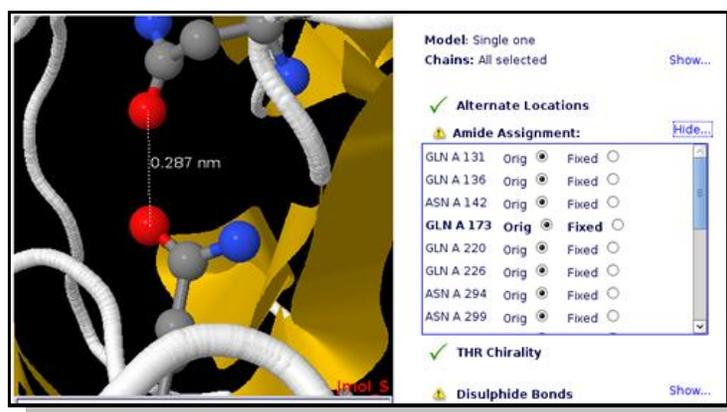 0.287 nm
Jmol_S
Model: Single one
Chains: All selected Show...
Alternate Locations
Amide Assignment: Hide...
GLN A 131 Orig Fixed
GLN A 136 Orig Fixed
ASN A 142 Orig Fixed
GLN A 173 Orig Fixed
GLN A 220 Orig Fixed
GLN A 226 Orig Fixed
ASN A 294 Orig Fixed
ASN A 299 Orig Fixed
THR Chirality
Disulphide Bonds Show...